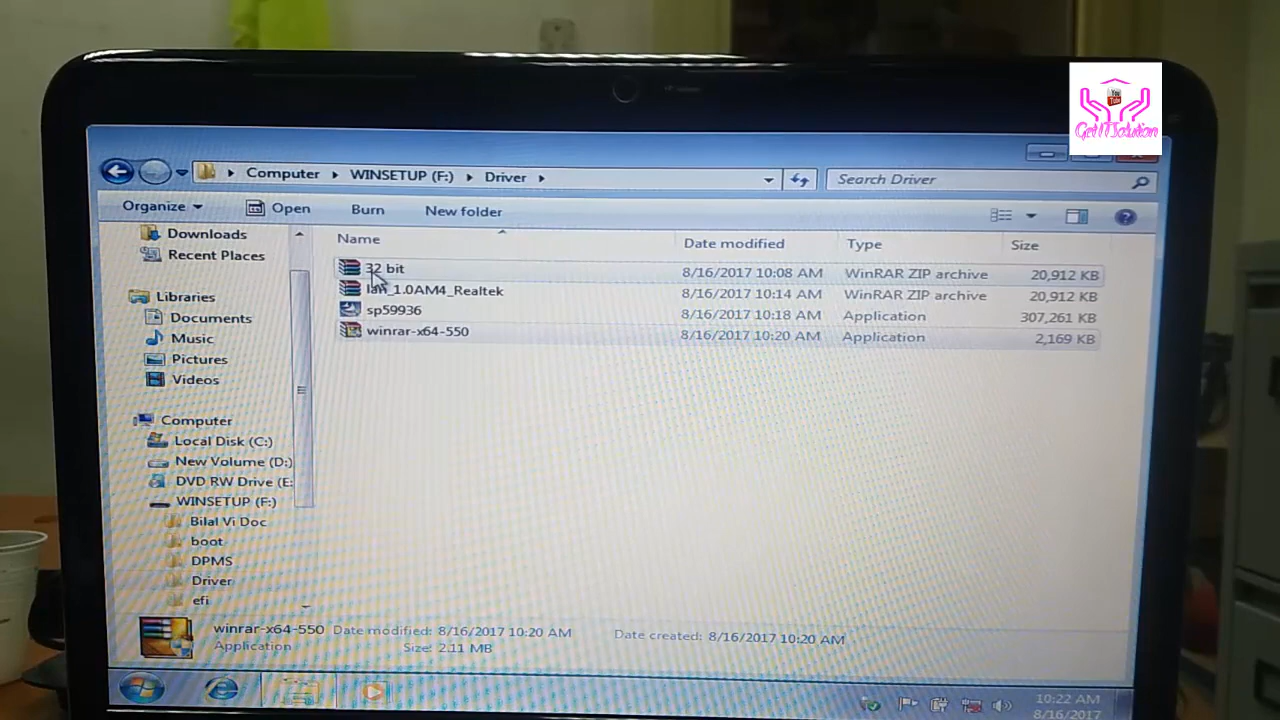 You
Tube
Get IT Solution
Computer
WINSETUP (F:)
Driver
Search Driver
Organize
Open
Burn
New folder
Downloads
Recent Places
Libraries
Documents
Music
Pictures
Videos
Computer
Local Disk (C:)
New Volume (D:)
DVD RW Drive (E:
WINSETUP (F:)
Bilal Vi Doc
boot
DPMS
Driver
efi
Name Date modified Type Size
32 bit 8/16/2017 10:08 AM WinRAR ZIP archive 20,912 KB
lan_1.0AM4_Realtek 8/16/2017 10:14 AM WinRAR ZIP archive 20,912 KB
sp59936 8/16/2017 10:18 AM Application 307,261 KB
winrar-x64-550 8/16/2017 10:20 AM Application 2,169 KB
winrar-x64-550 Date modified: 8/16/2017 10:20 AM Date created: 8/16/2017 10:20 AM
Application Size: 2.11 MB
10:22 AM
8/16/2017